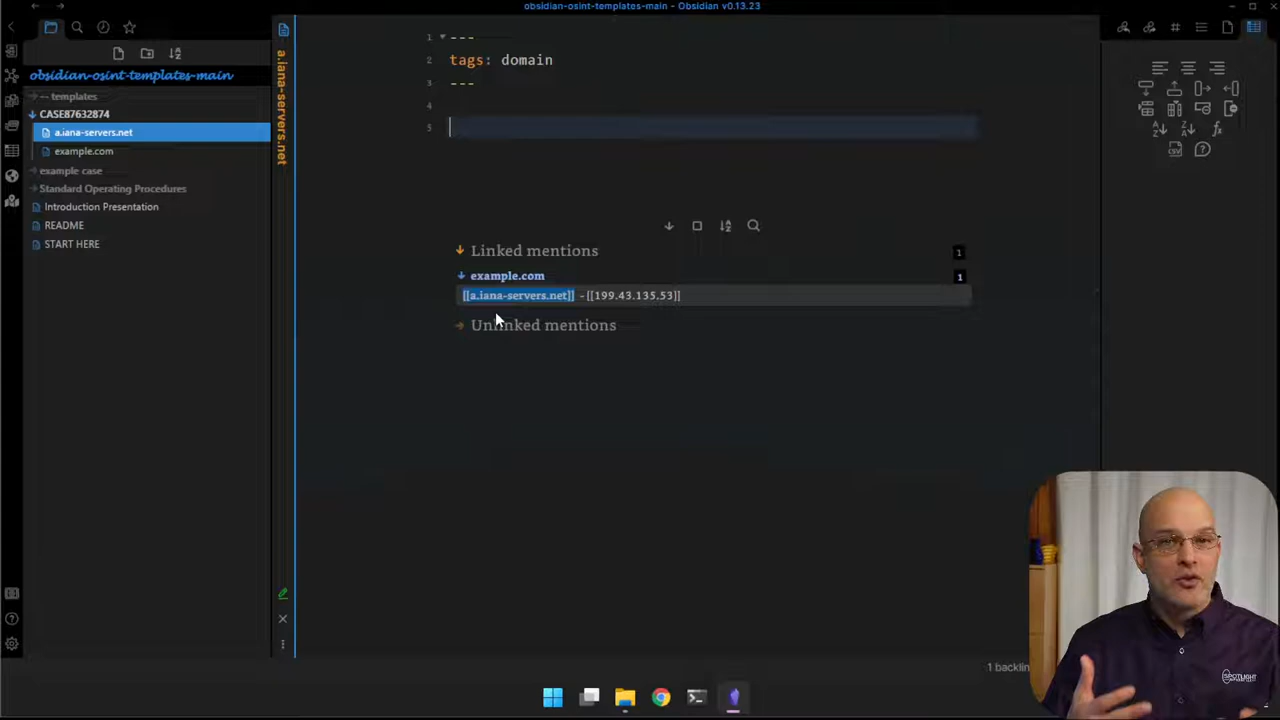 obsidian-osint-templates-main - Obsidian v0.13.23
obsidian-osint-templates-main
-- templates
CASE87632874
a.iana-servers.net
example.com
example case
Standard Operating Procedures
Introduction Presentation
README
START HERE
a.iana-servers.net
1 ---
2 tags: domain
3 ---
4
5
Linked mentions 1
example.com 1
[[a.iana-servers.net]] - [[199.43.135.53]]
Unlinked mentions
1 backlin
CSV
SPOTLIGHT